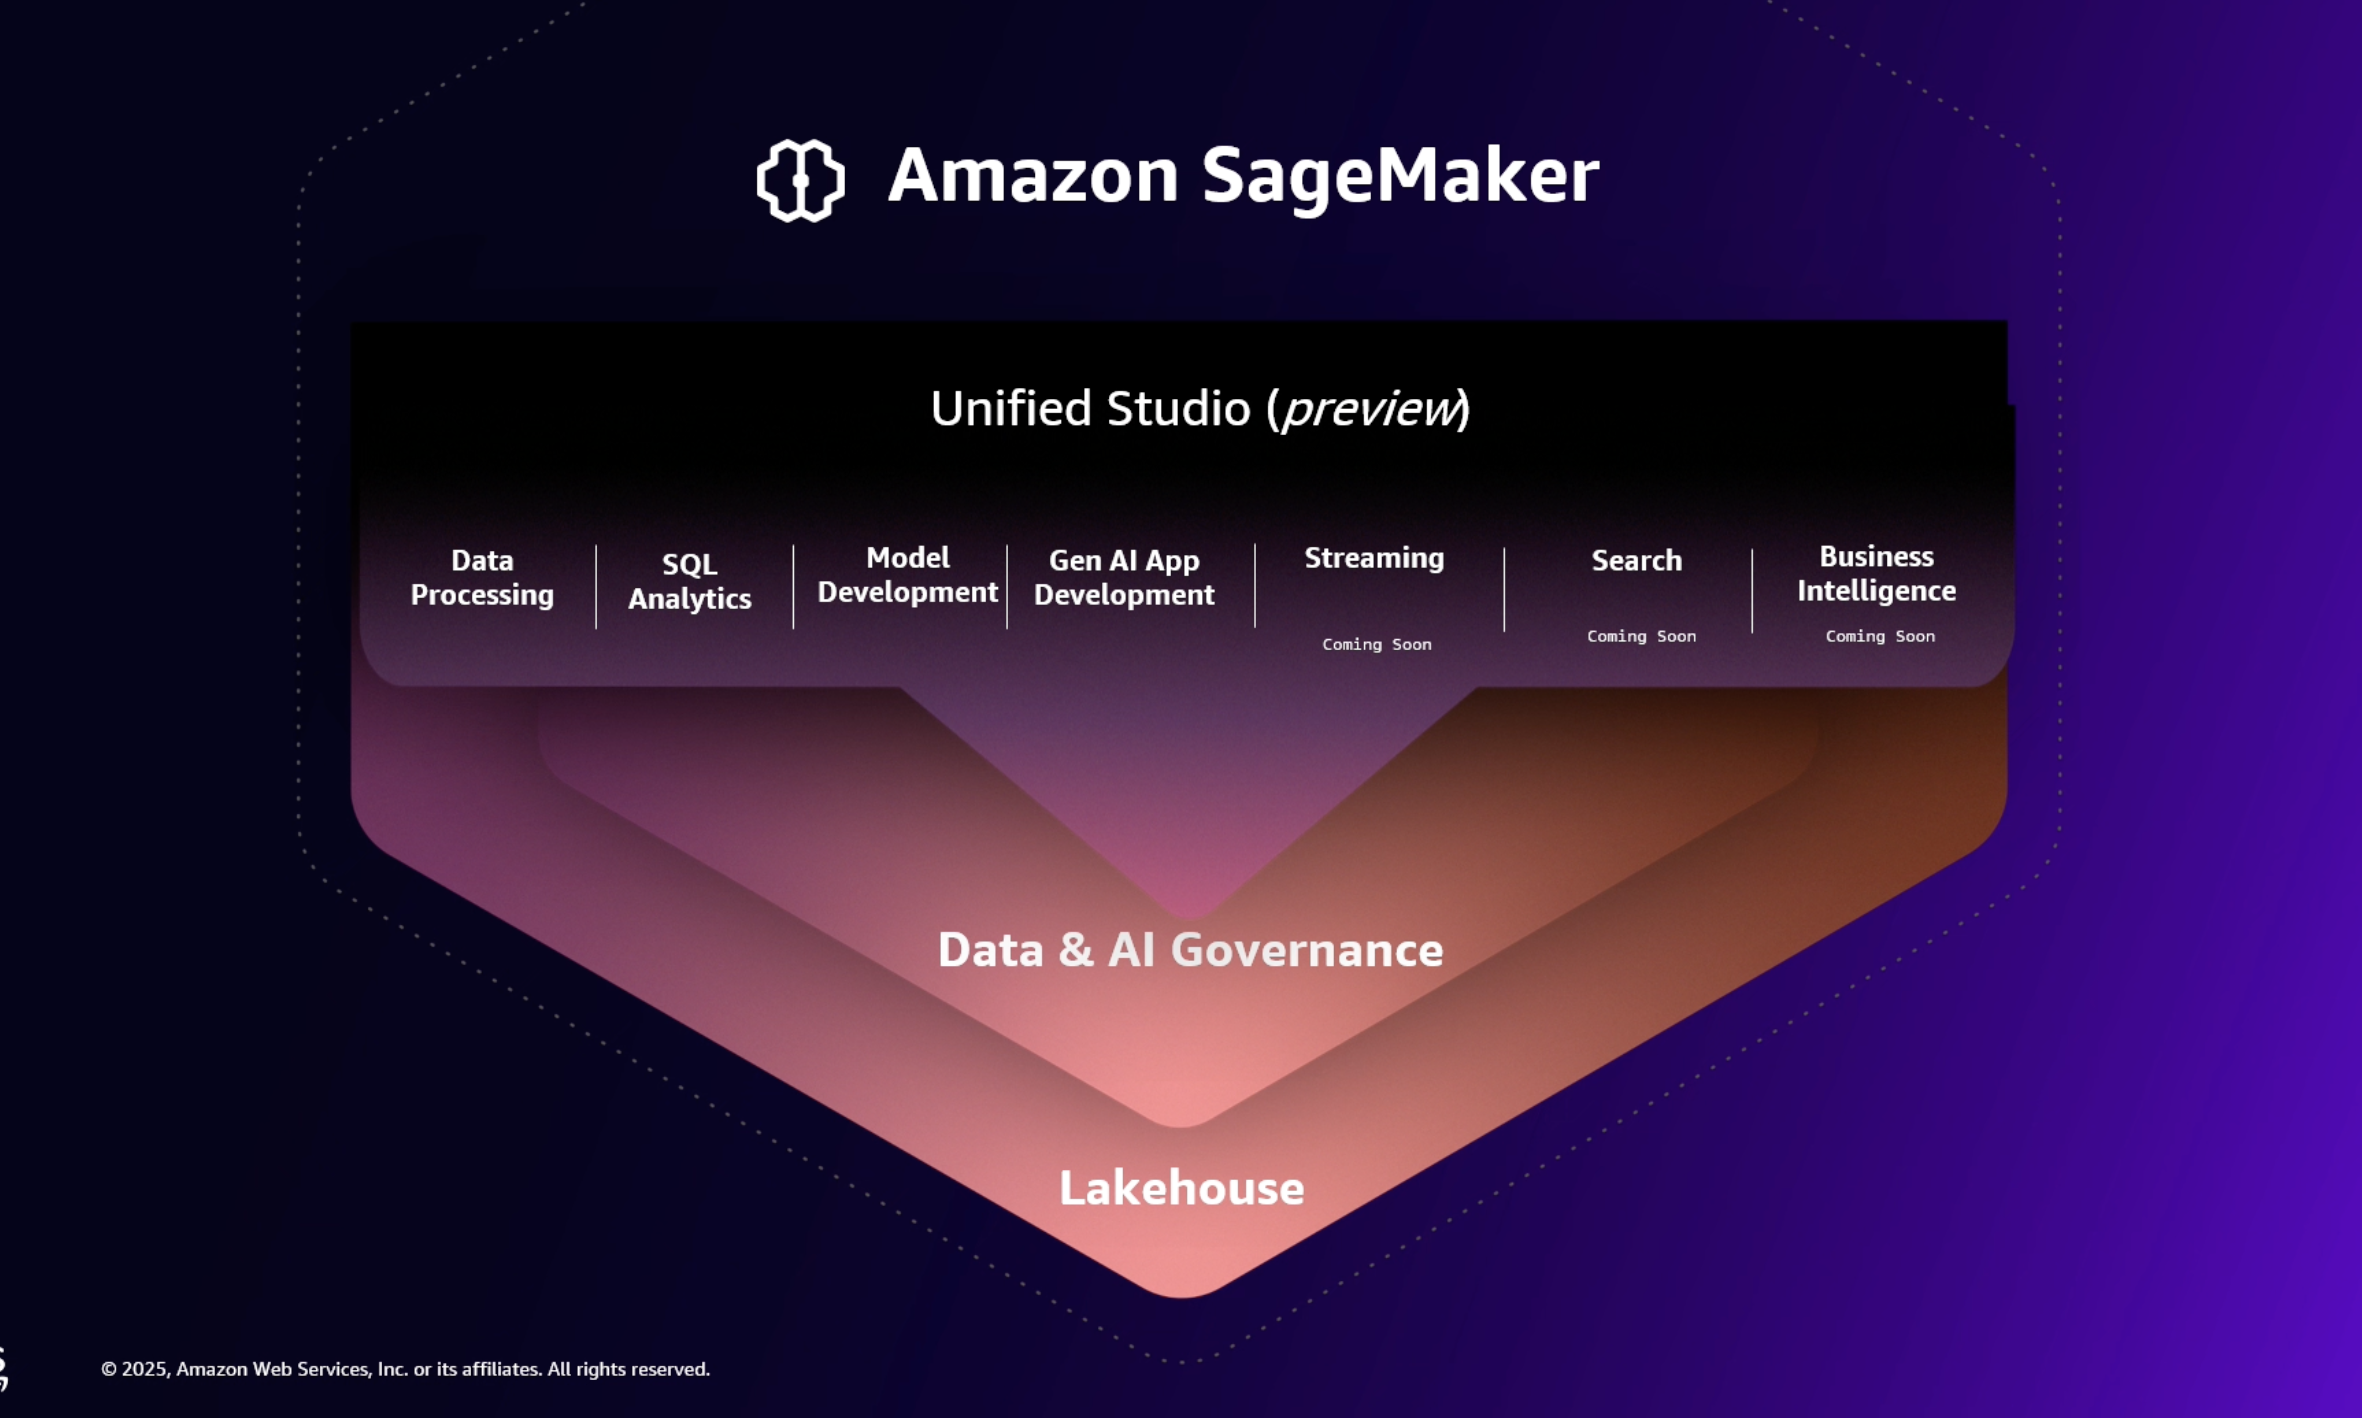 Amazon SageMaker
Unified Studio (preview)
Data
Processing
SQL
Analytics
Model
Development
Gen AI App
Development
Streaming
Coming Soon
Search
Coming Soon
Business
Intelligence
Coming Soon
Data & AI Governance
Lakehouse
© 2025, Amazon Web Services, Inc. or its affiliates. All rights reserved.